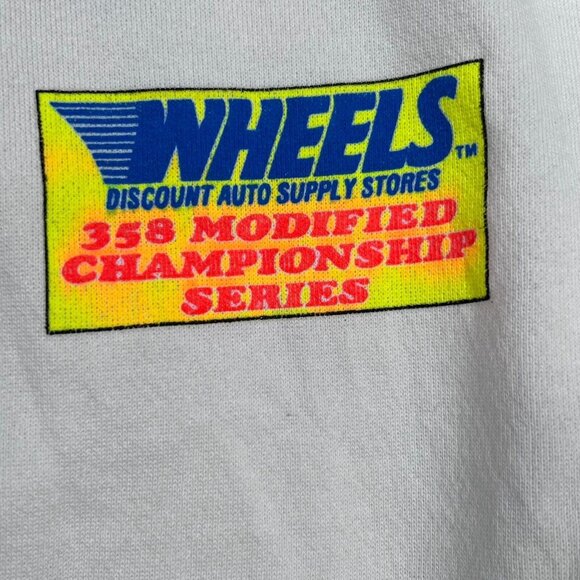 WHEELS™
DISCOUNT AUTO SUPPLY STORES
358 MODIFIED
CHAMPIONSHIP
SERIES